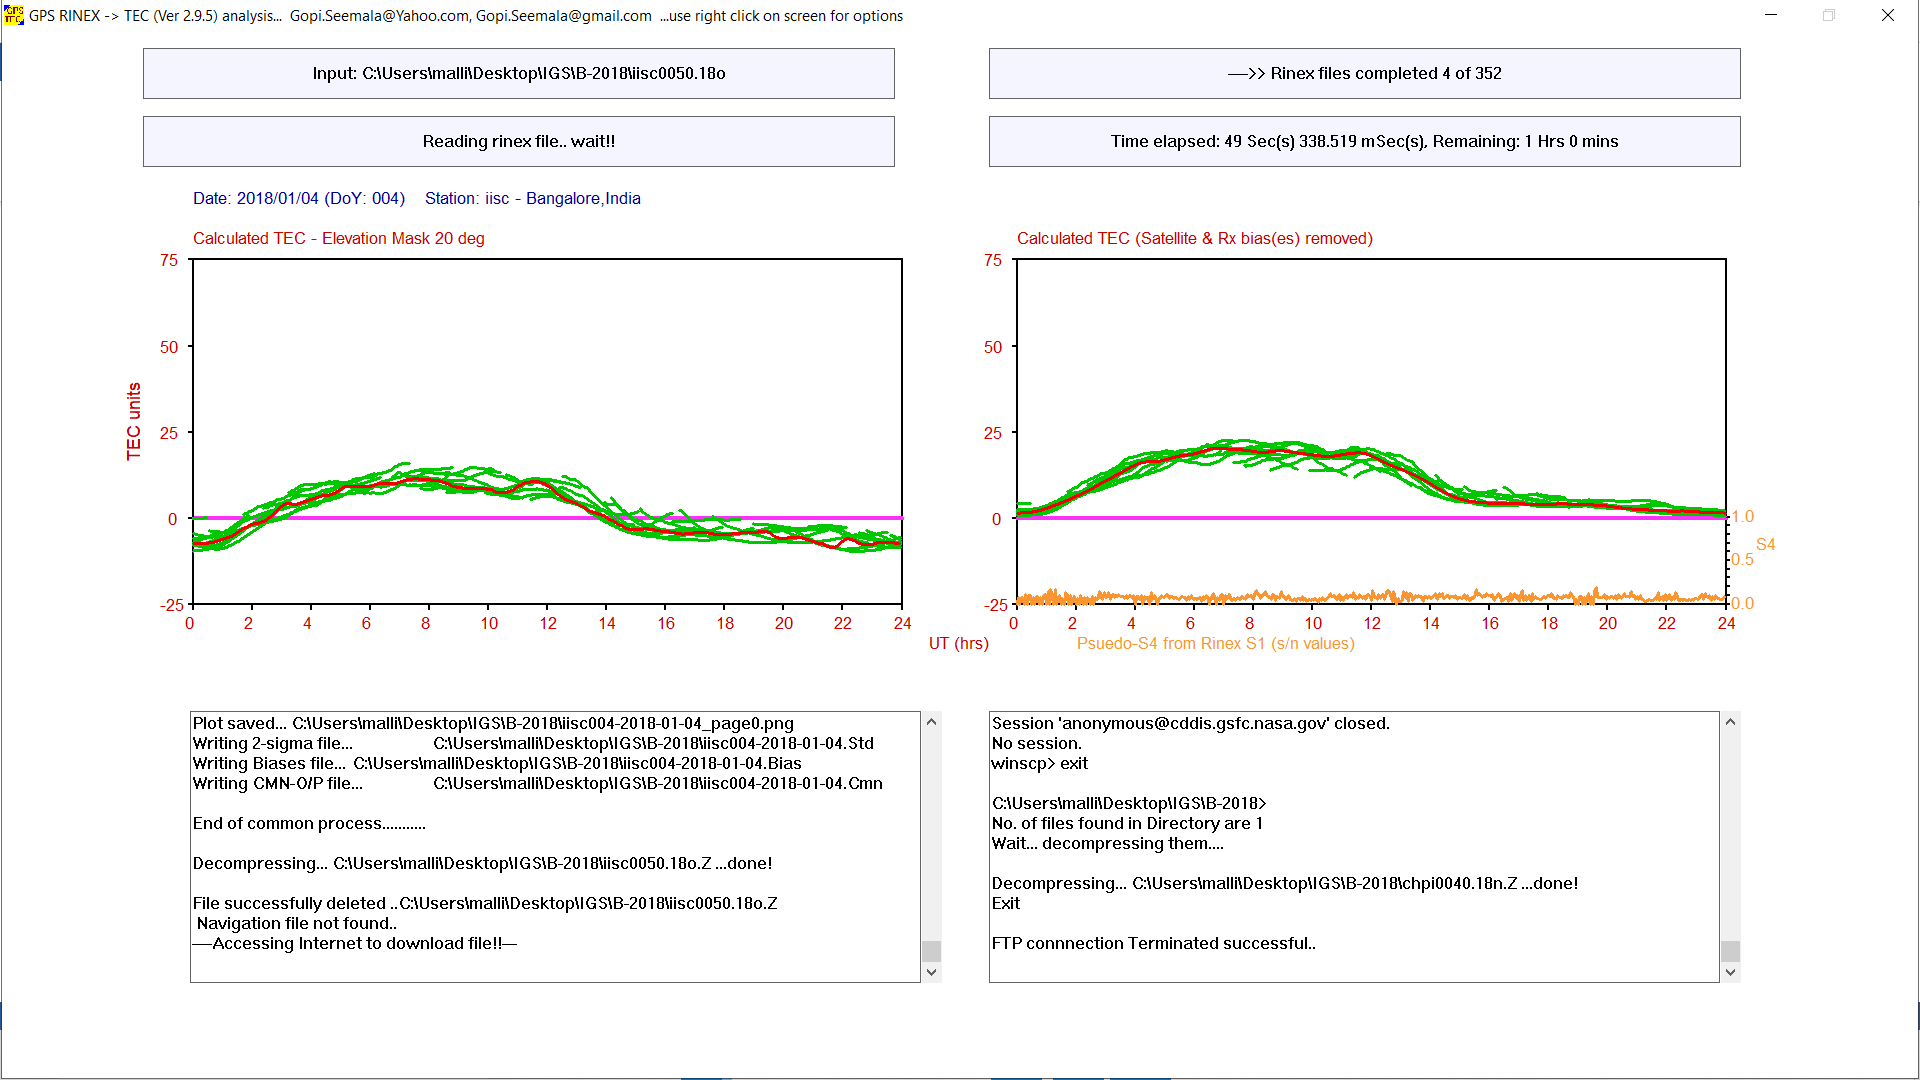 GPS TEC
GPS RINEX -> TEC (Ver 2.9.5) analysis... Gopi.Seemala@Yahoo.com, Gopi.Seemala@gmail.com ...use right click on screen for options
Input: C:\Users\malli\Desktop\IGS\B-2018\iisc0050.18o
—>> Rinex files completed 4 of 352
Reading rinex file.. wait!!
Time elapsed: 49 Sec(s) 338.519 mSec(s), Remaining: 1 Hrs 0 mins
Date: 2018/01/04 (DoY: 004) Station: iisc - Bangalore,India
Calculated TEC - Elevation Mask 20 deg
75
50
25
0
-25
TEC units
0 2 4 6 8 10 12 14 16 18 20 22 24
Calculated TEC (Satellite & Rx bias(es) removed)
75
50
25
0
-25
1.0
S4
0.5
0.0
0 2 4 6 8 10 12 14 16 18 20 22 24
UT (hrs)
Psuedo-S4 from Rinex S1 (s/n values)
Plot saved... C:\Users\malli\Desktop\IGS\B-2018\iisc004-2018-01-04_page0.png
Writing 2-sigma file... C:\Users\malli\Desktop\IGS\B-2018\iisc004-2018-01-04.Std
Writing Biases file... C:\Users\malli\Desktop\IGS\B-2018\iisc004-2018-01-04.Bias
Writing CMN-O/P file... C:\Users\malli\Desktop\IGS\B-2018\iisc004-2018-01-04.Cmn
End of common process...........
Decompressing... C:\Users\malli\Desktop\IGS\B-2018\iisc0050.18o.Z ...done!
File successfully deleted ..C:\Users\malli\Desktop\IGS\B-2018\iisc0050.18o.Z
Navigation file not found..
—Accessing Internet to download file!!—
Session 'anonymous@cddis.gsfc.nasa.gov' closed.
No session.
winscp> exit
C:\Users\malli\Desktop\IGS\B-2018>
No. of files found in Directory are 1
Wait... decompressing them....
Decompressing... C:\Users\malli\Desktop\IGS\B-2018\chpi0040.18n.Z ...done!
Exit
FTP connnection Terminated successful..